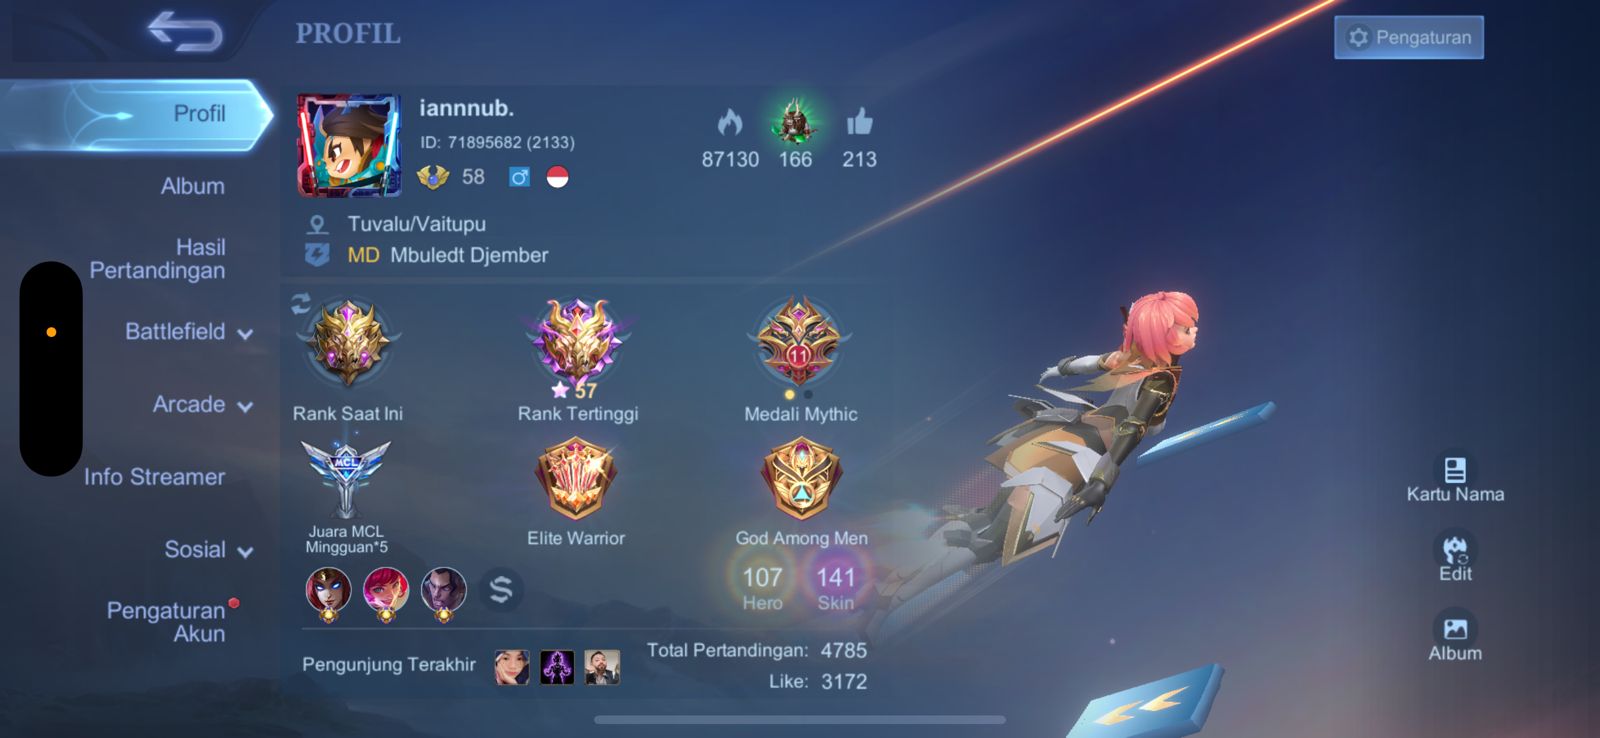 PROFIL
Pengaturan
Profil
Album
Hasil
Pertandingan
Battlefield
Arcade
Info Streamer
Sosial
Pengaturan
Akun
iannnub.
ID: 71895682 (2133)
58
87130
166
213
Tuvalu/Vaitupu
MD Mbuledt Djember
Rank Saat Ini
57
Rank Tertinggi
11
Medali Mythic
MCL
Juara MCL
Mingguan*5
Elite Warrior
God Among Men
107
Hero
141
Skin
Pengunjung Terakhir
Total Pertandingan: 4785
Like: 3172
Kartu Nama
Edit
Album